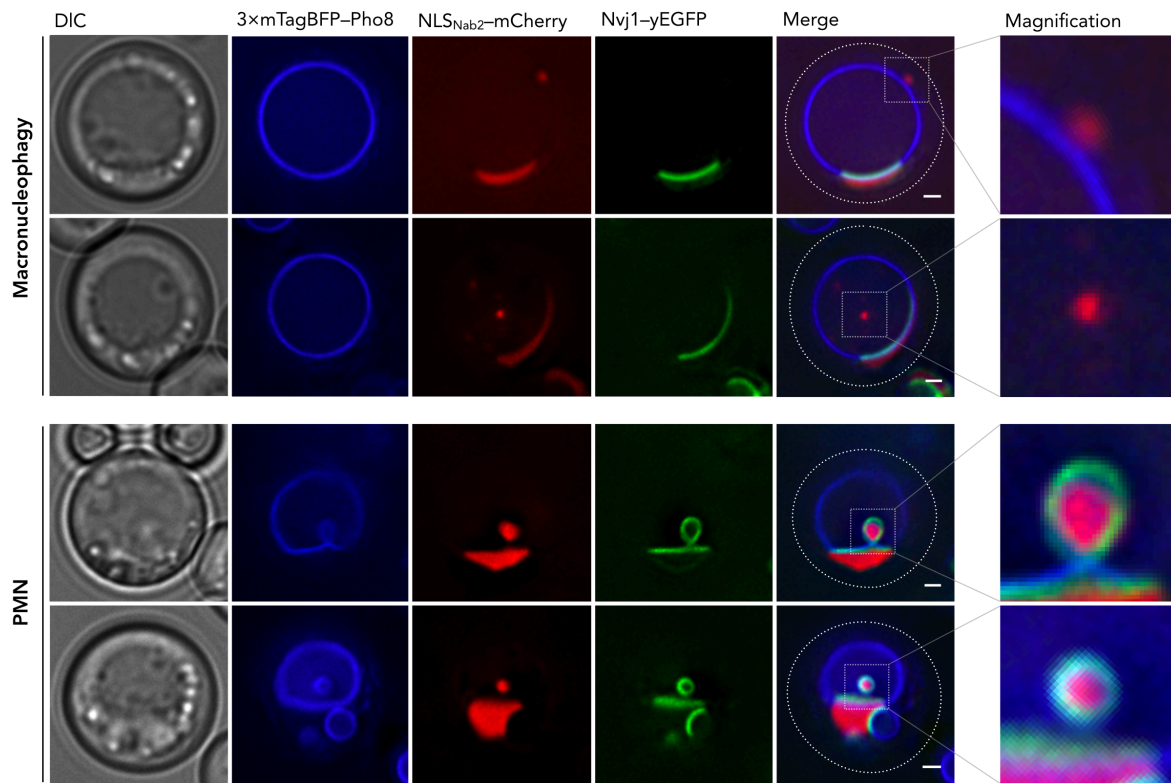 DIC 3×mTagBFP–Pho8 NLSNab2–mCherry Nvj1–yEGFP Merge Magnification
Macronucleophagy
PMN